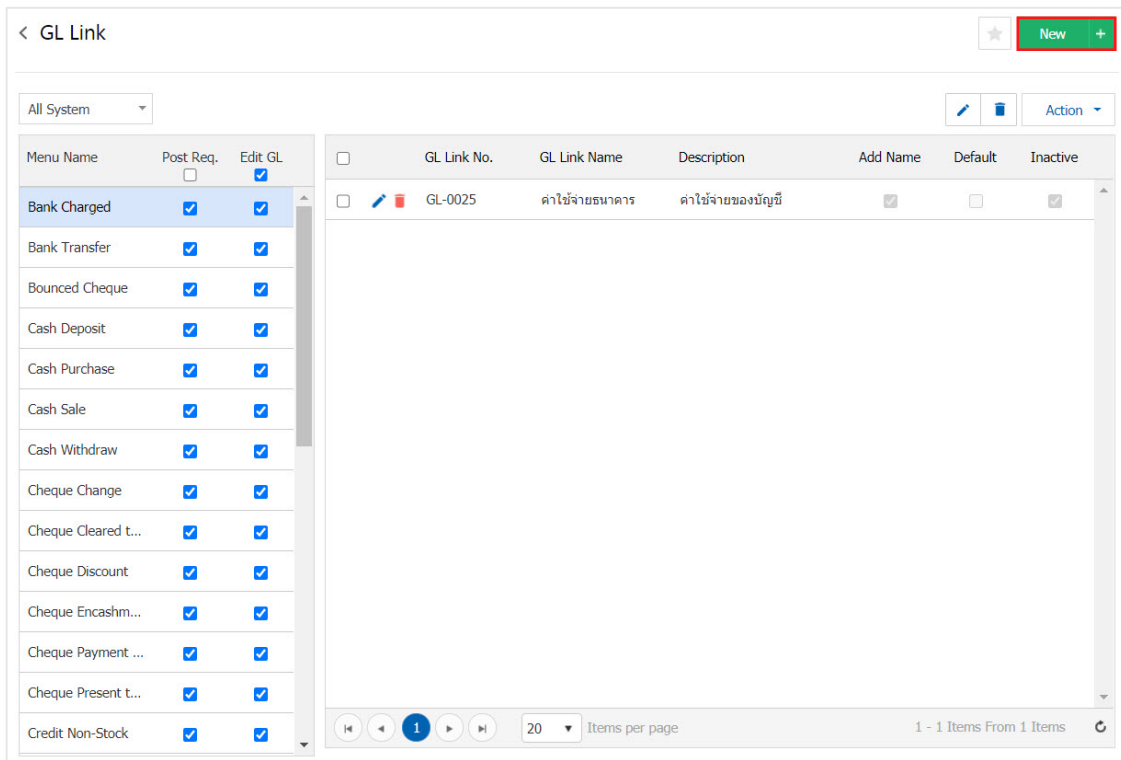 GL Link
New +
All System
Action
Menu Name Post Req. Edit GL
Bank Charged
Bank Transfer
Bounced Cheque
Cash Deposit
Cash Purchase
Cash Sale
Cash Withdraw
Cheque Change
Cheque Cleared t...
Cheque Discount
Cheque Encashm...
Cheque Payment ...
Cheque Present t...
Credit Non-Stock
GL Link No. GL Link Name Description Add Name Default Inactive
GL-0025 ค่าใช้จ่ายธนาคาร ค่าใช้จ่ายของบัญชี
1 20 Items per page 1 - 1 Items From 1 Items